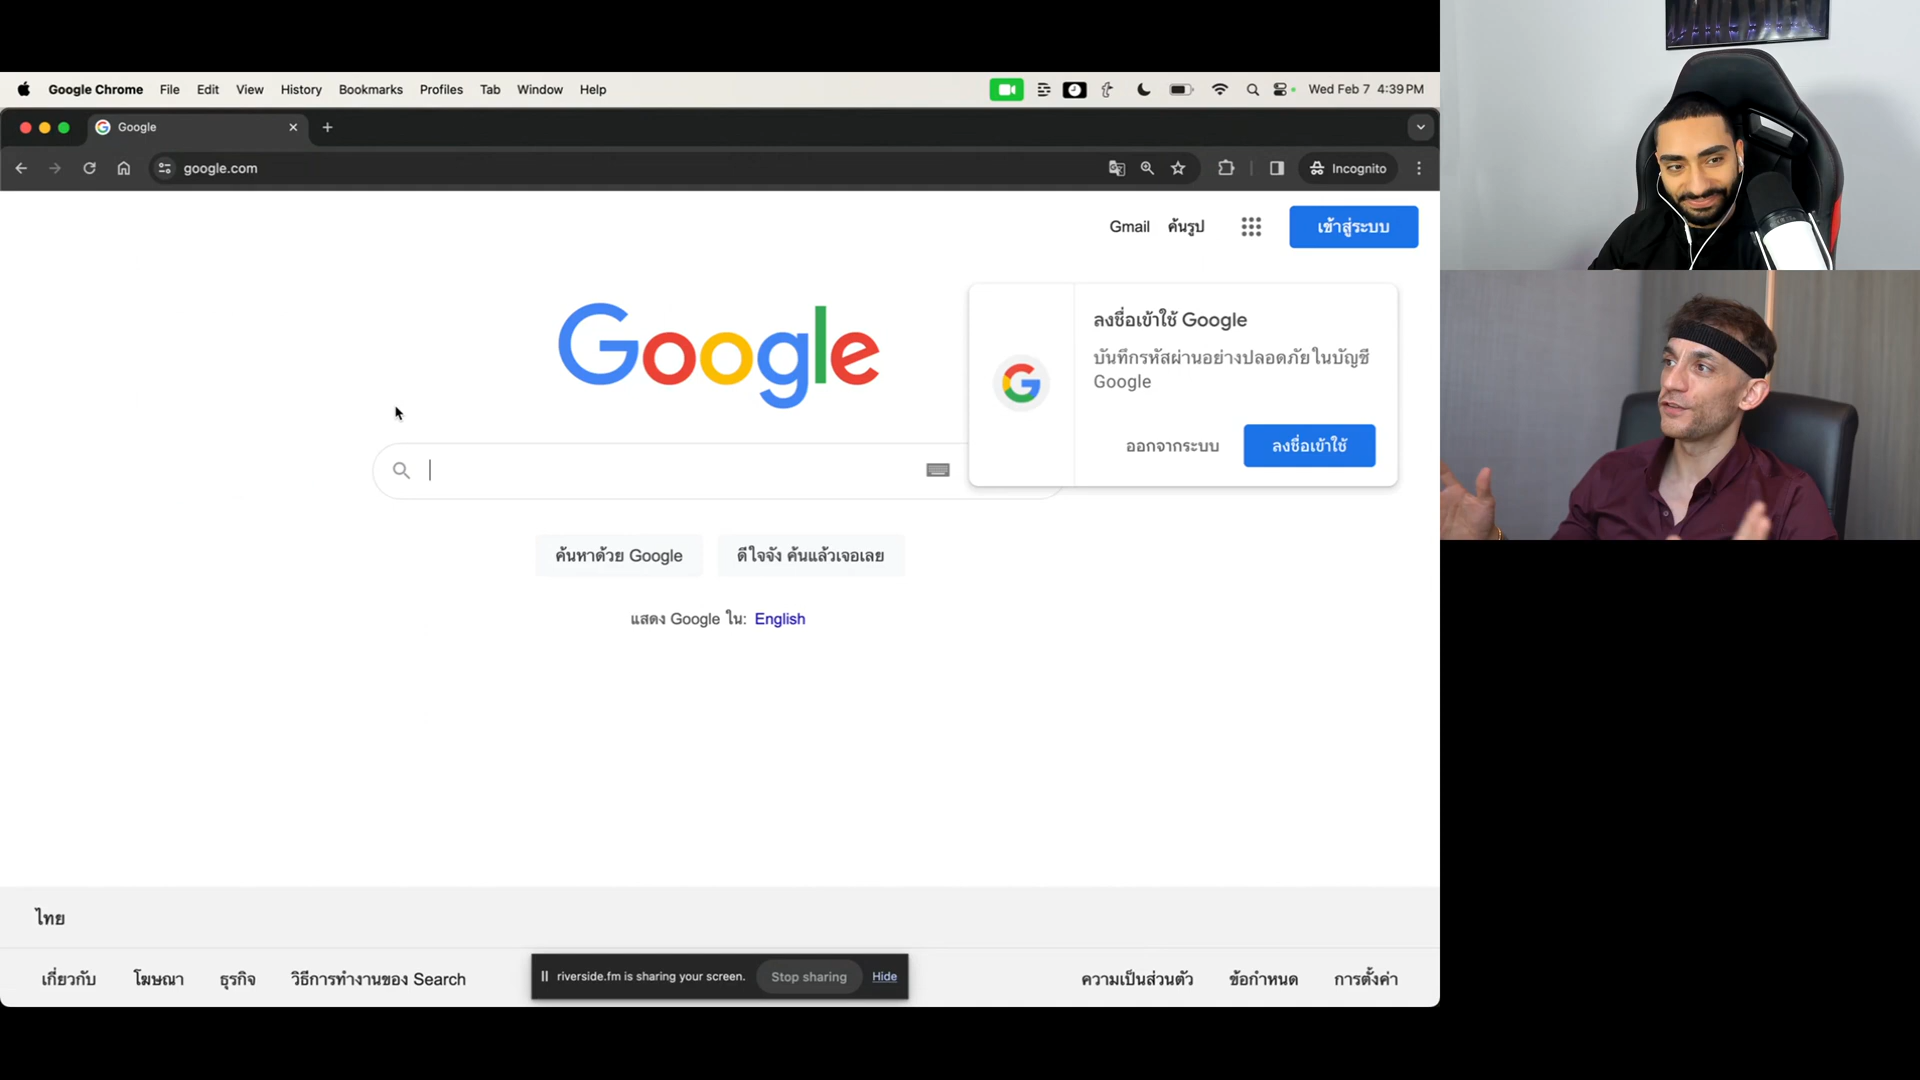 Google Chrome File Edit View History Bookmarks Profiles Tab Window Help Wed Feb 7 4:39 PM
Google
google.com Incognito
Gmail ค้นรูป เข้าสู่ระบบ
Google
ลงชื่อเข้าใช้ Google
บันทึกรหัสผ่านอย่างปลอดภัยในบัญชี
Google
ออกจากระบบ ลงชื่อเข้าใช้
ค้นหาด้วย Google ดีใจจัง ค้นแล้วเจอเลย
แสดง Google ใน: English
ไทย
เกี่ยวกับ โฆษณา ธุรกิจ วิธีการทำงานของ Search
riverside.fm is sharing your screen. Stop sharing Hide
ความเป็นส่วนตัว ข้อกำหนด การตั้งค่า